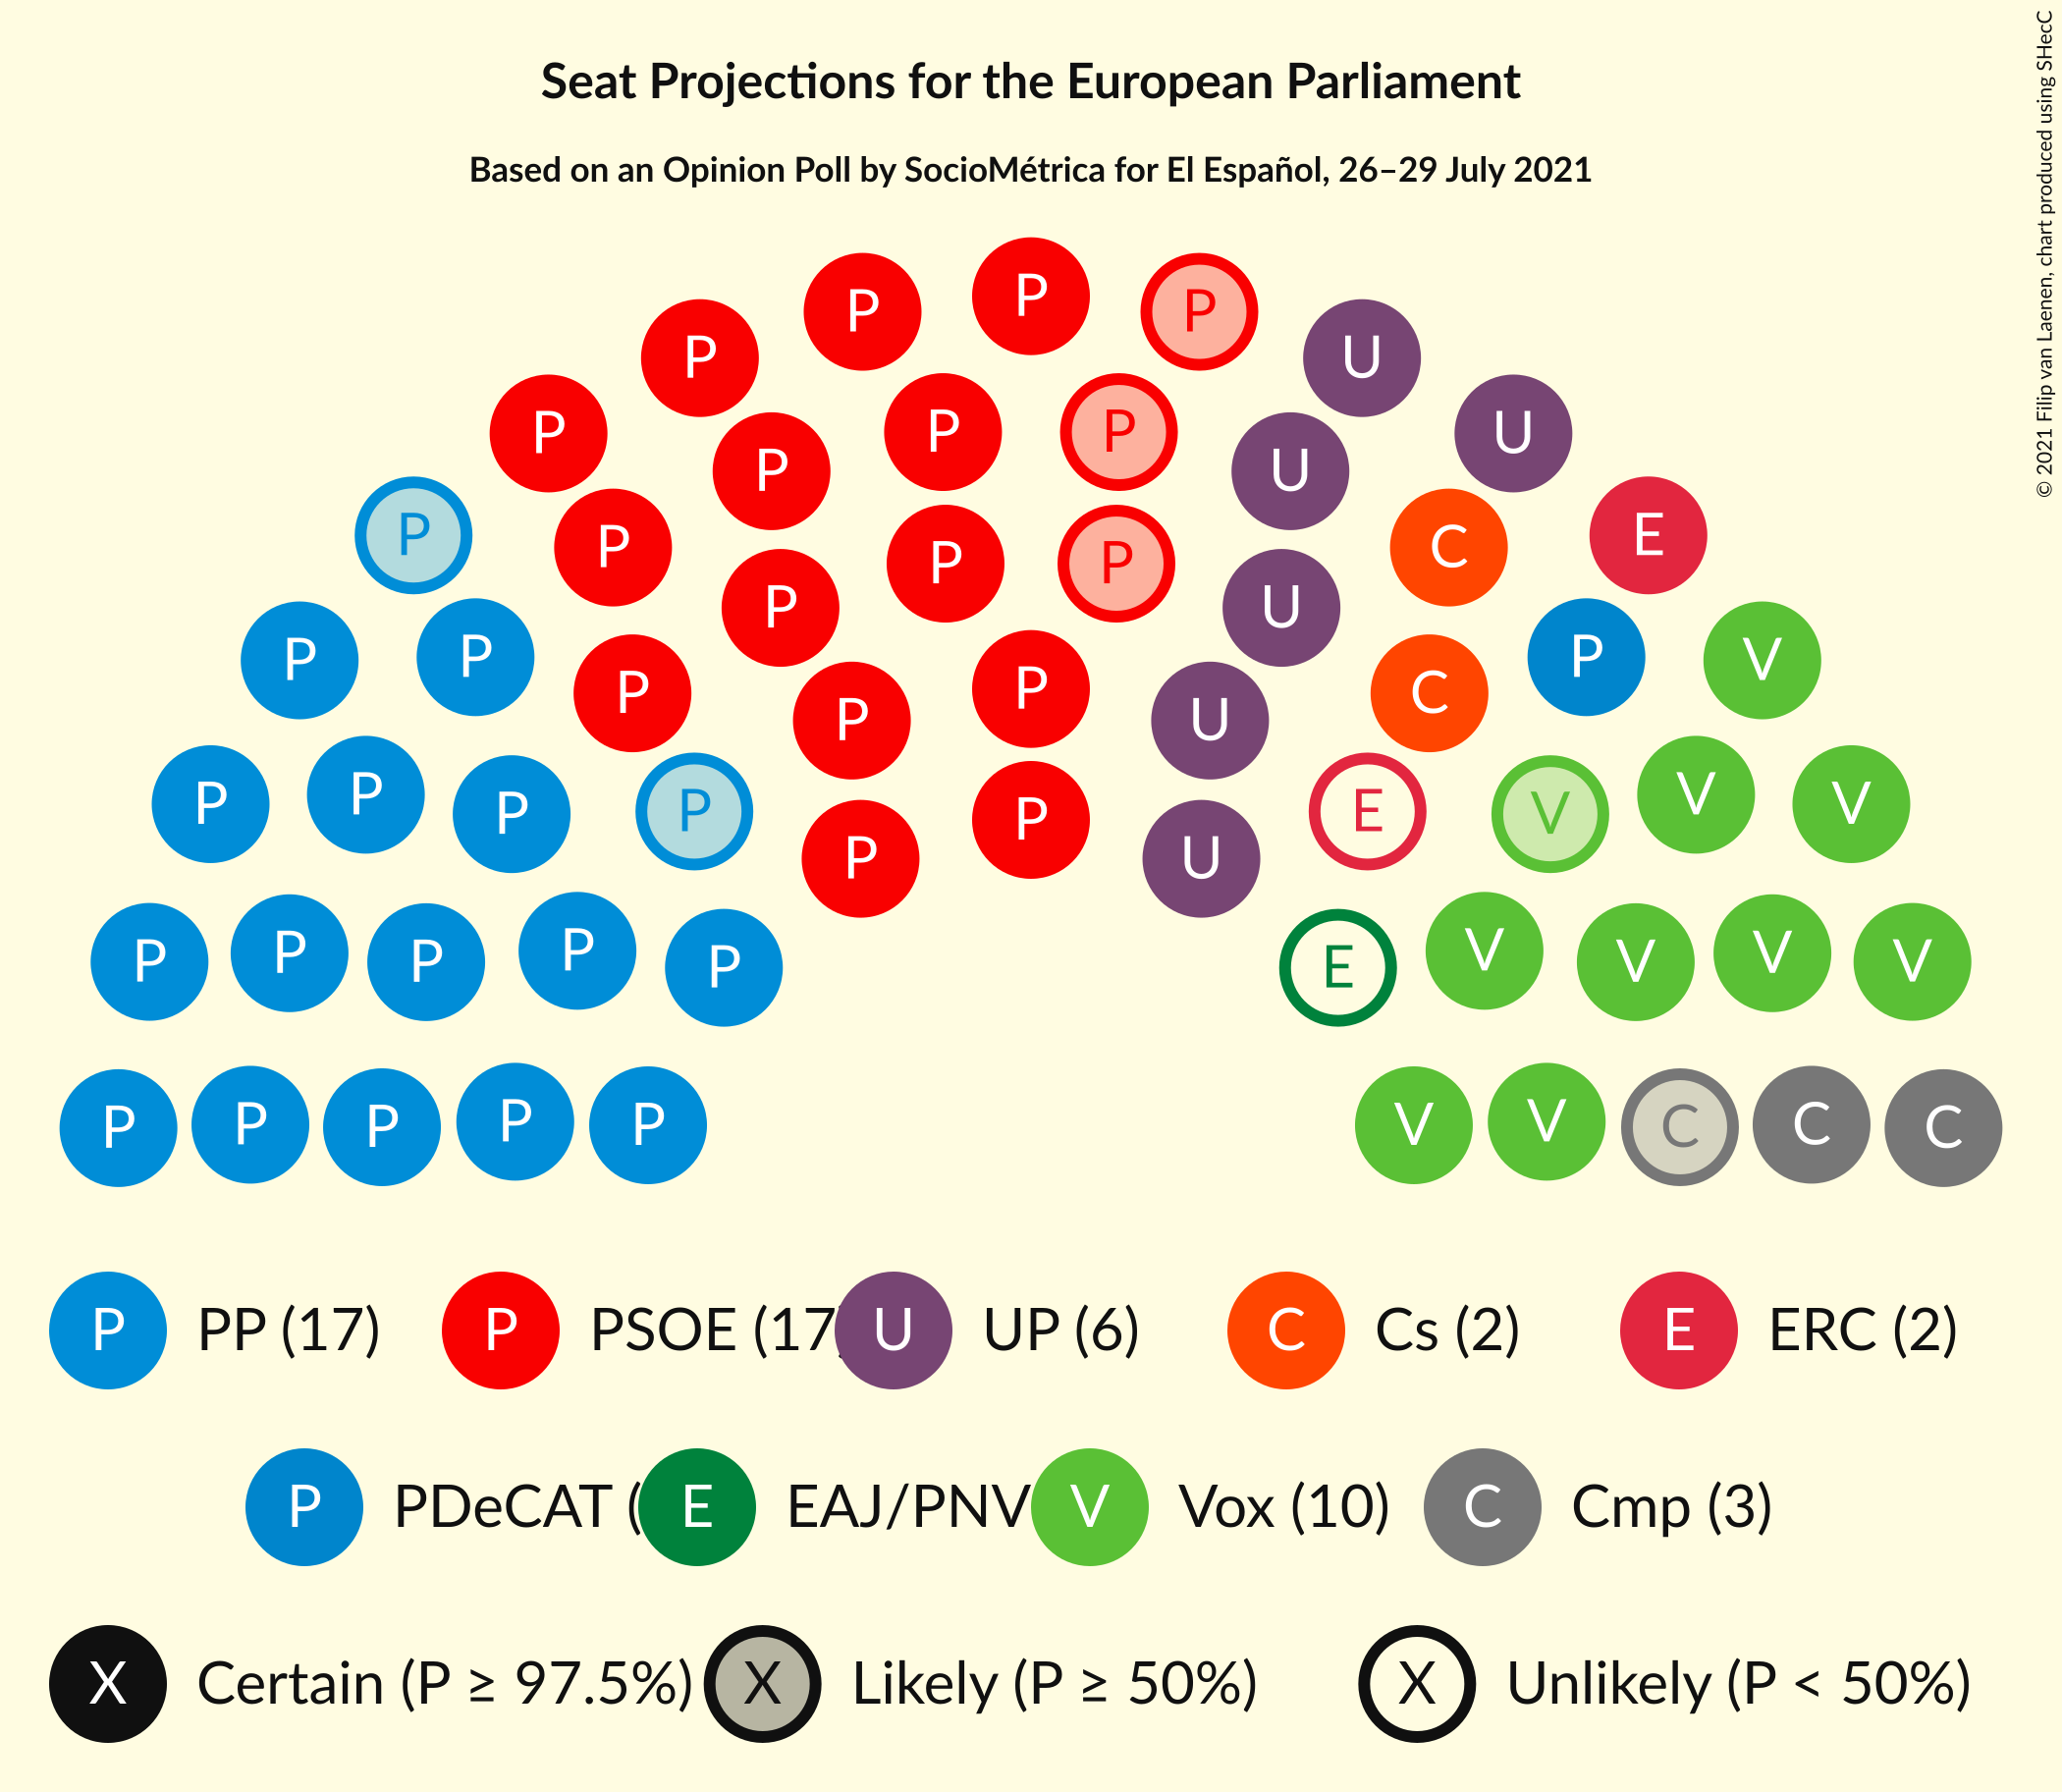 Seat Projections for the European Parliament
Based on an Opinion Poll by SocioMétrica for El Español, 26–29 July 2021
© 2021 Filip van Laenen, chart produced using SHecC
P P P
P P U
P P P U
P P U
P P E
P P P U C
P P P V
P U C
P P P P E V V V
P P U
P P P P P E V V V V
P P P P P V V C C C
P PP (17) P PSOE (17 U UP (6) C Cs (2) E ERC (2)
P PDeCAT ( E EAJ/PNV V Vox (10) C Cmp (3)
X Certain (P ≥ 97.5%) X Likely (P ≥ 50%) X Unlikely (P < 50%)